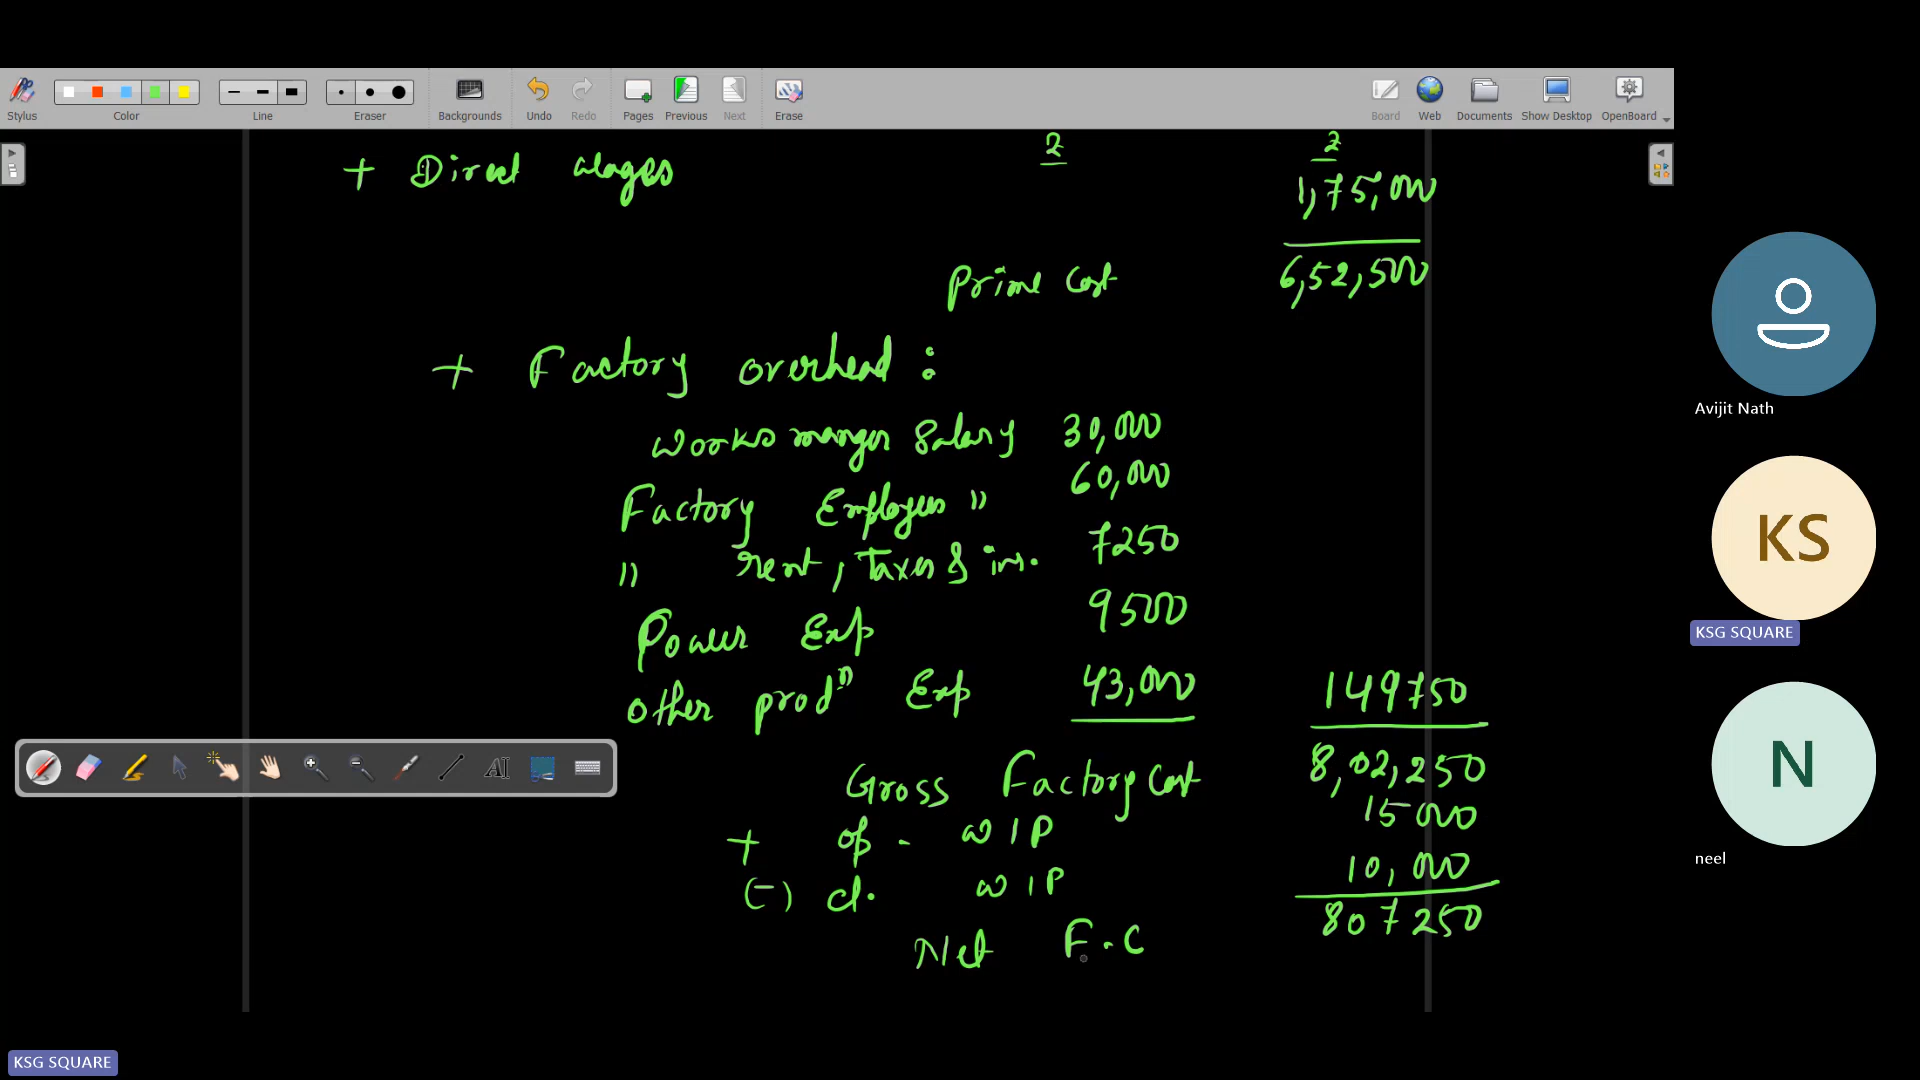 Stylus Color Line Eraser Backgrounds Undo Redo Pages Previous Next Erase Board Web Documents Show Desktop OpenBoard
₹ ₹
+ Direct wages 1,75,000
Prime Cost 6,52,500
+ Factory overhead :
Works manger Salary 30,000
Factory Employees " 60,000
" rent, Taxes & ins. 7250
Power Exp 9500
other prodⁿ Exp 43,000 149750
Gross Factory Cost 8,02,250
+ op. WIP 15000
(-) cl. WIP 10,000
Net F.C 807250
Avijit Nath
KS
KSG SQUARE
N
neel
KSG SQUARE